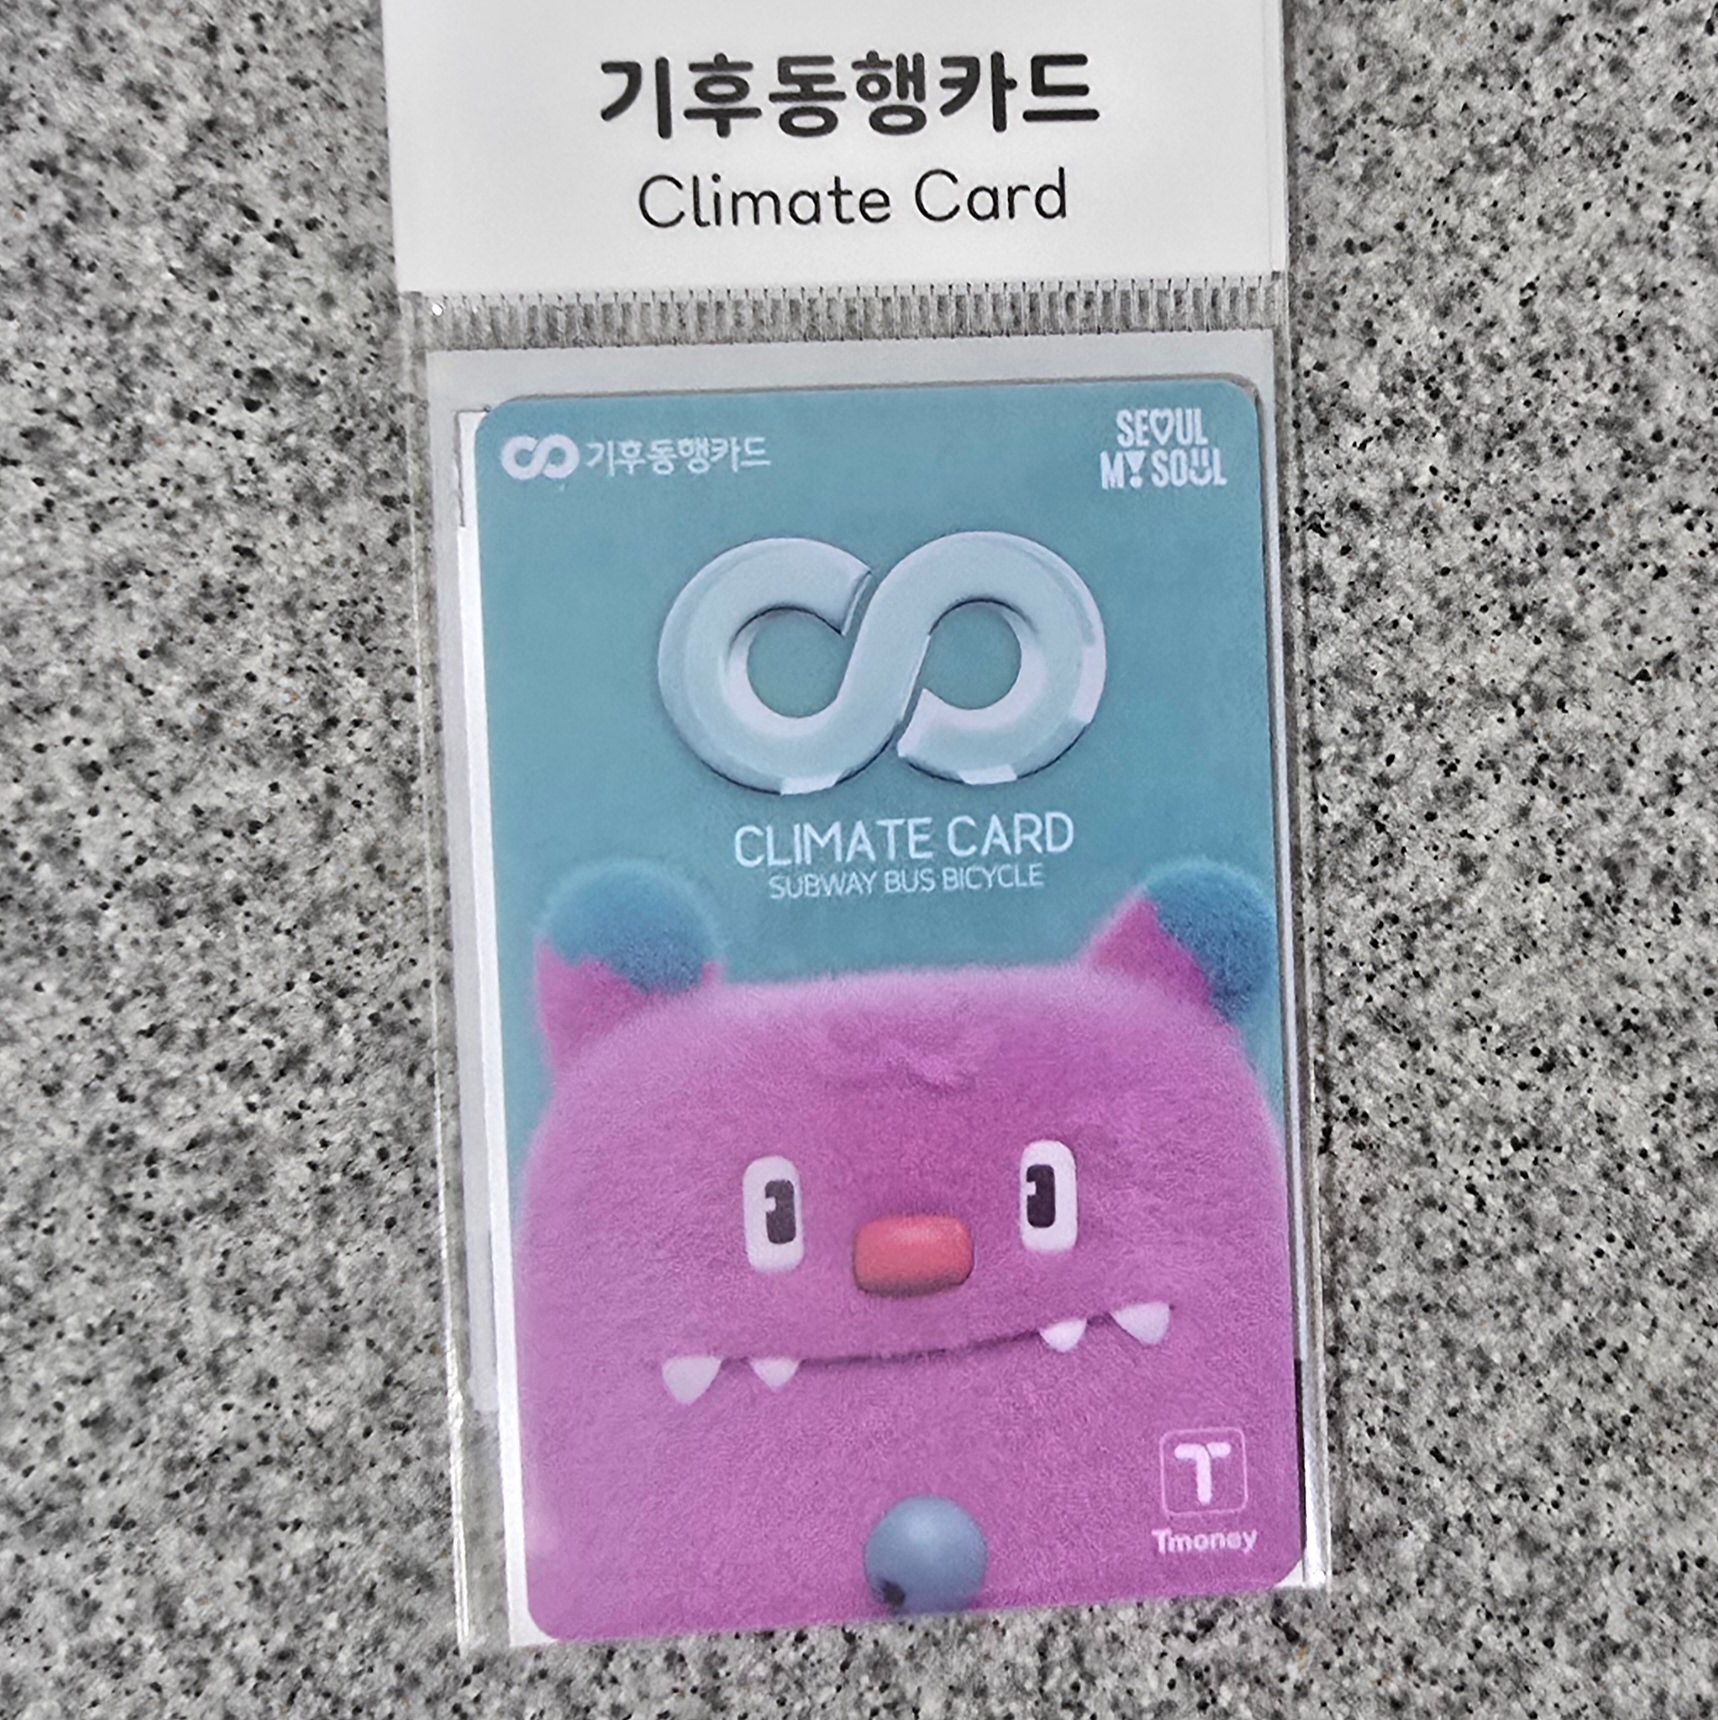 기후동행카드
Climate Card
기후동행카드
SEOUL
MY SOUL
CLIMATE CARD
SUBWAY BUS BICYCLE
T
Tmoney